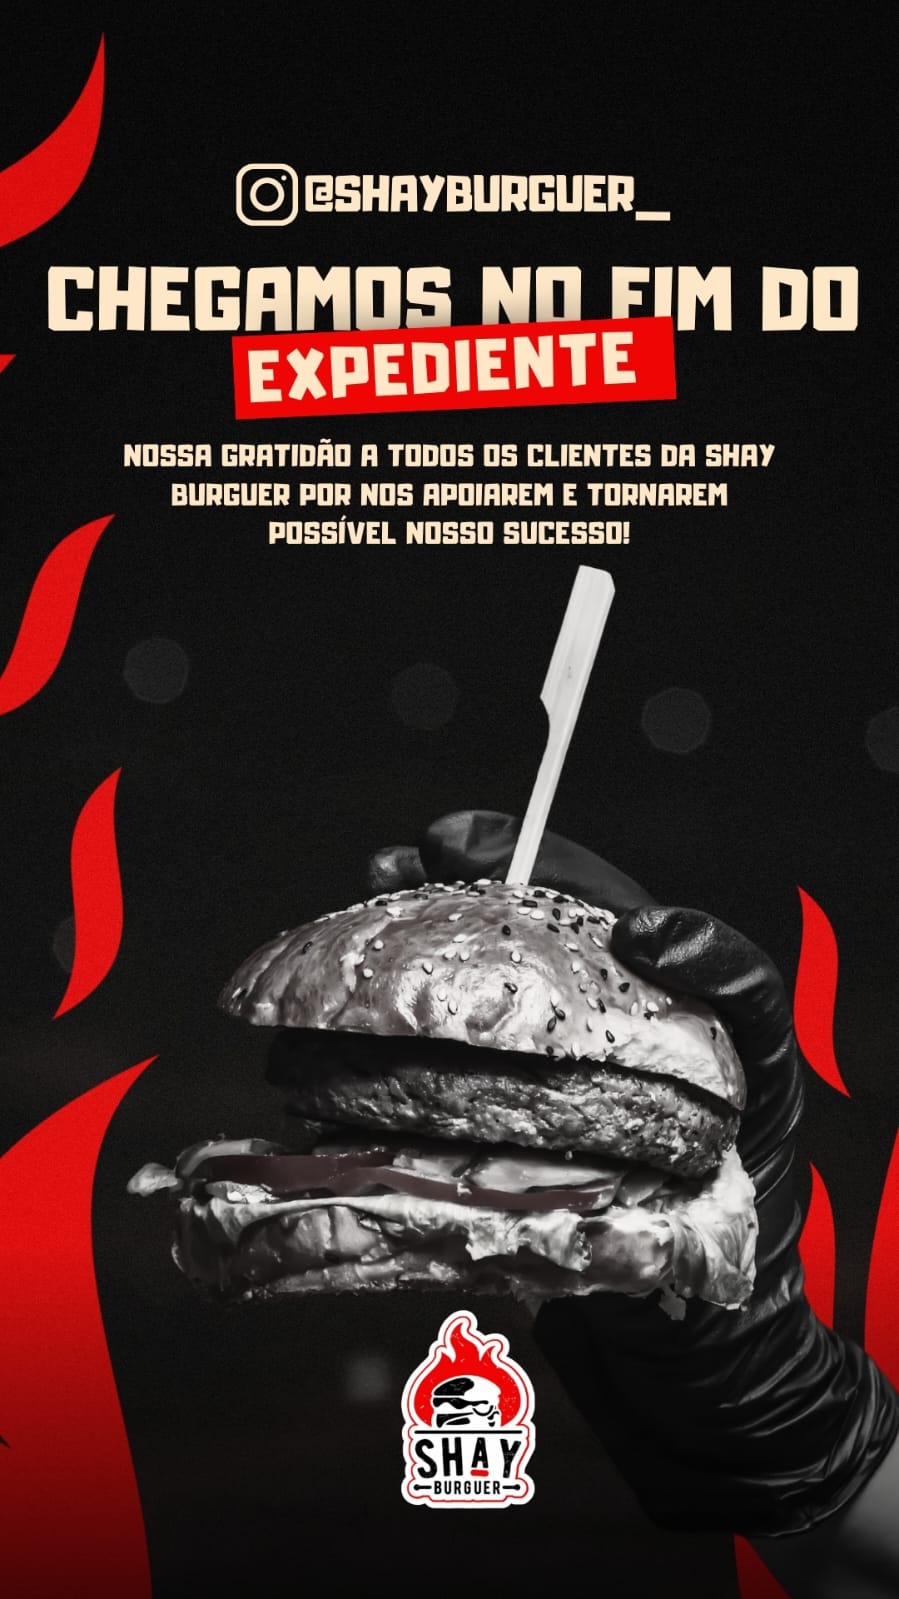 @SHAYBURGUER_
CHEGAMOS NO FIM DO
EXPEDIENTE
NOSSA GRATIDÃO A TODOS OS CLIENTES DA SHAY
BURGUER POR NOS APOIAREM E TORNAREM
POSSÍVEL NOSSO SUCESSO!
SHAY
BURGUER